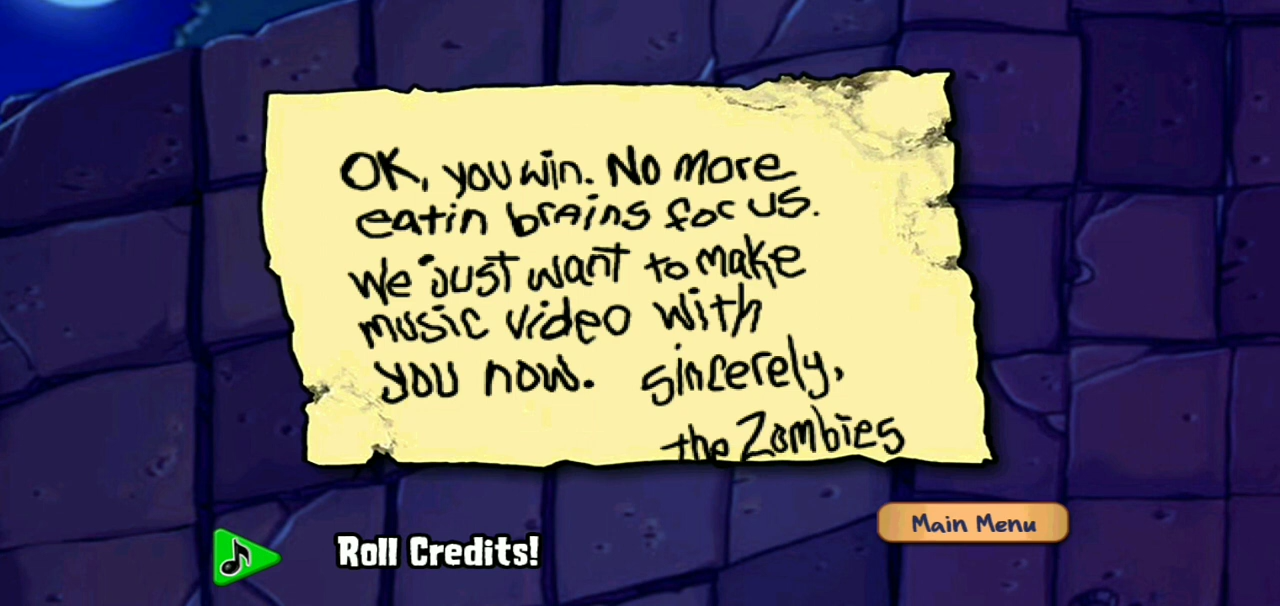 OK, you win. No more
eatin brains for us.
We just want to make
music video with
you now. sincerely,
the Zombies
Main Menu
Roll Credits!